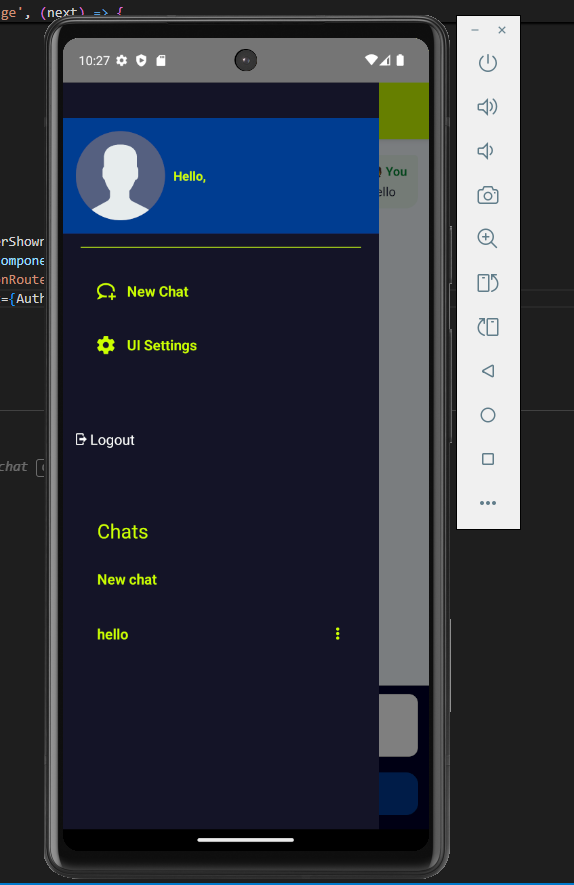 ge', (next) => {
10:27
Hello,
You
ello
erShown
ompone
nRoute
={Auth
New Chat
UI Settings
Logout
chat
Chats
New chat
hello